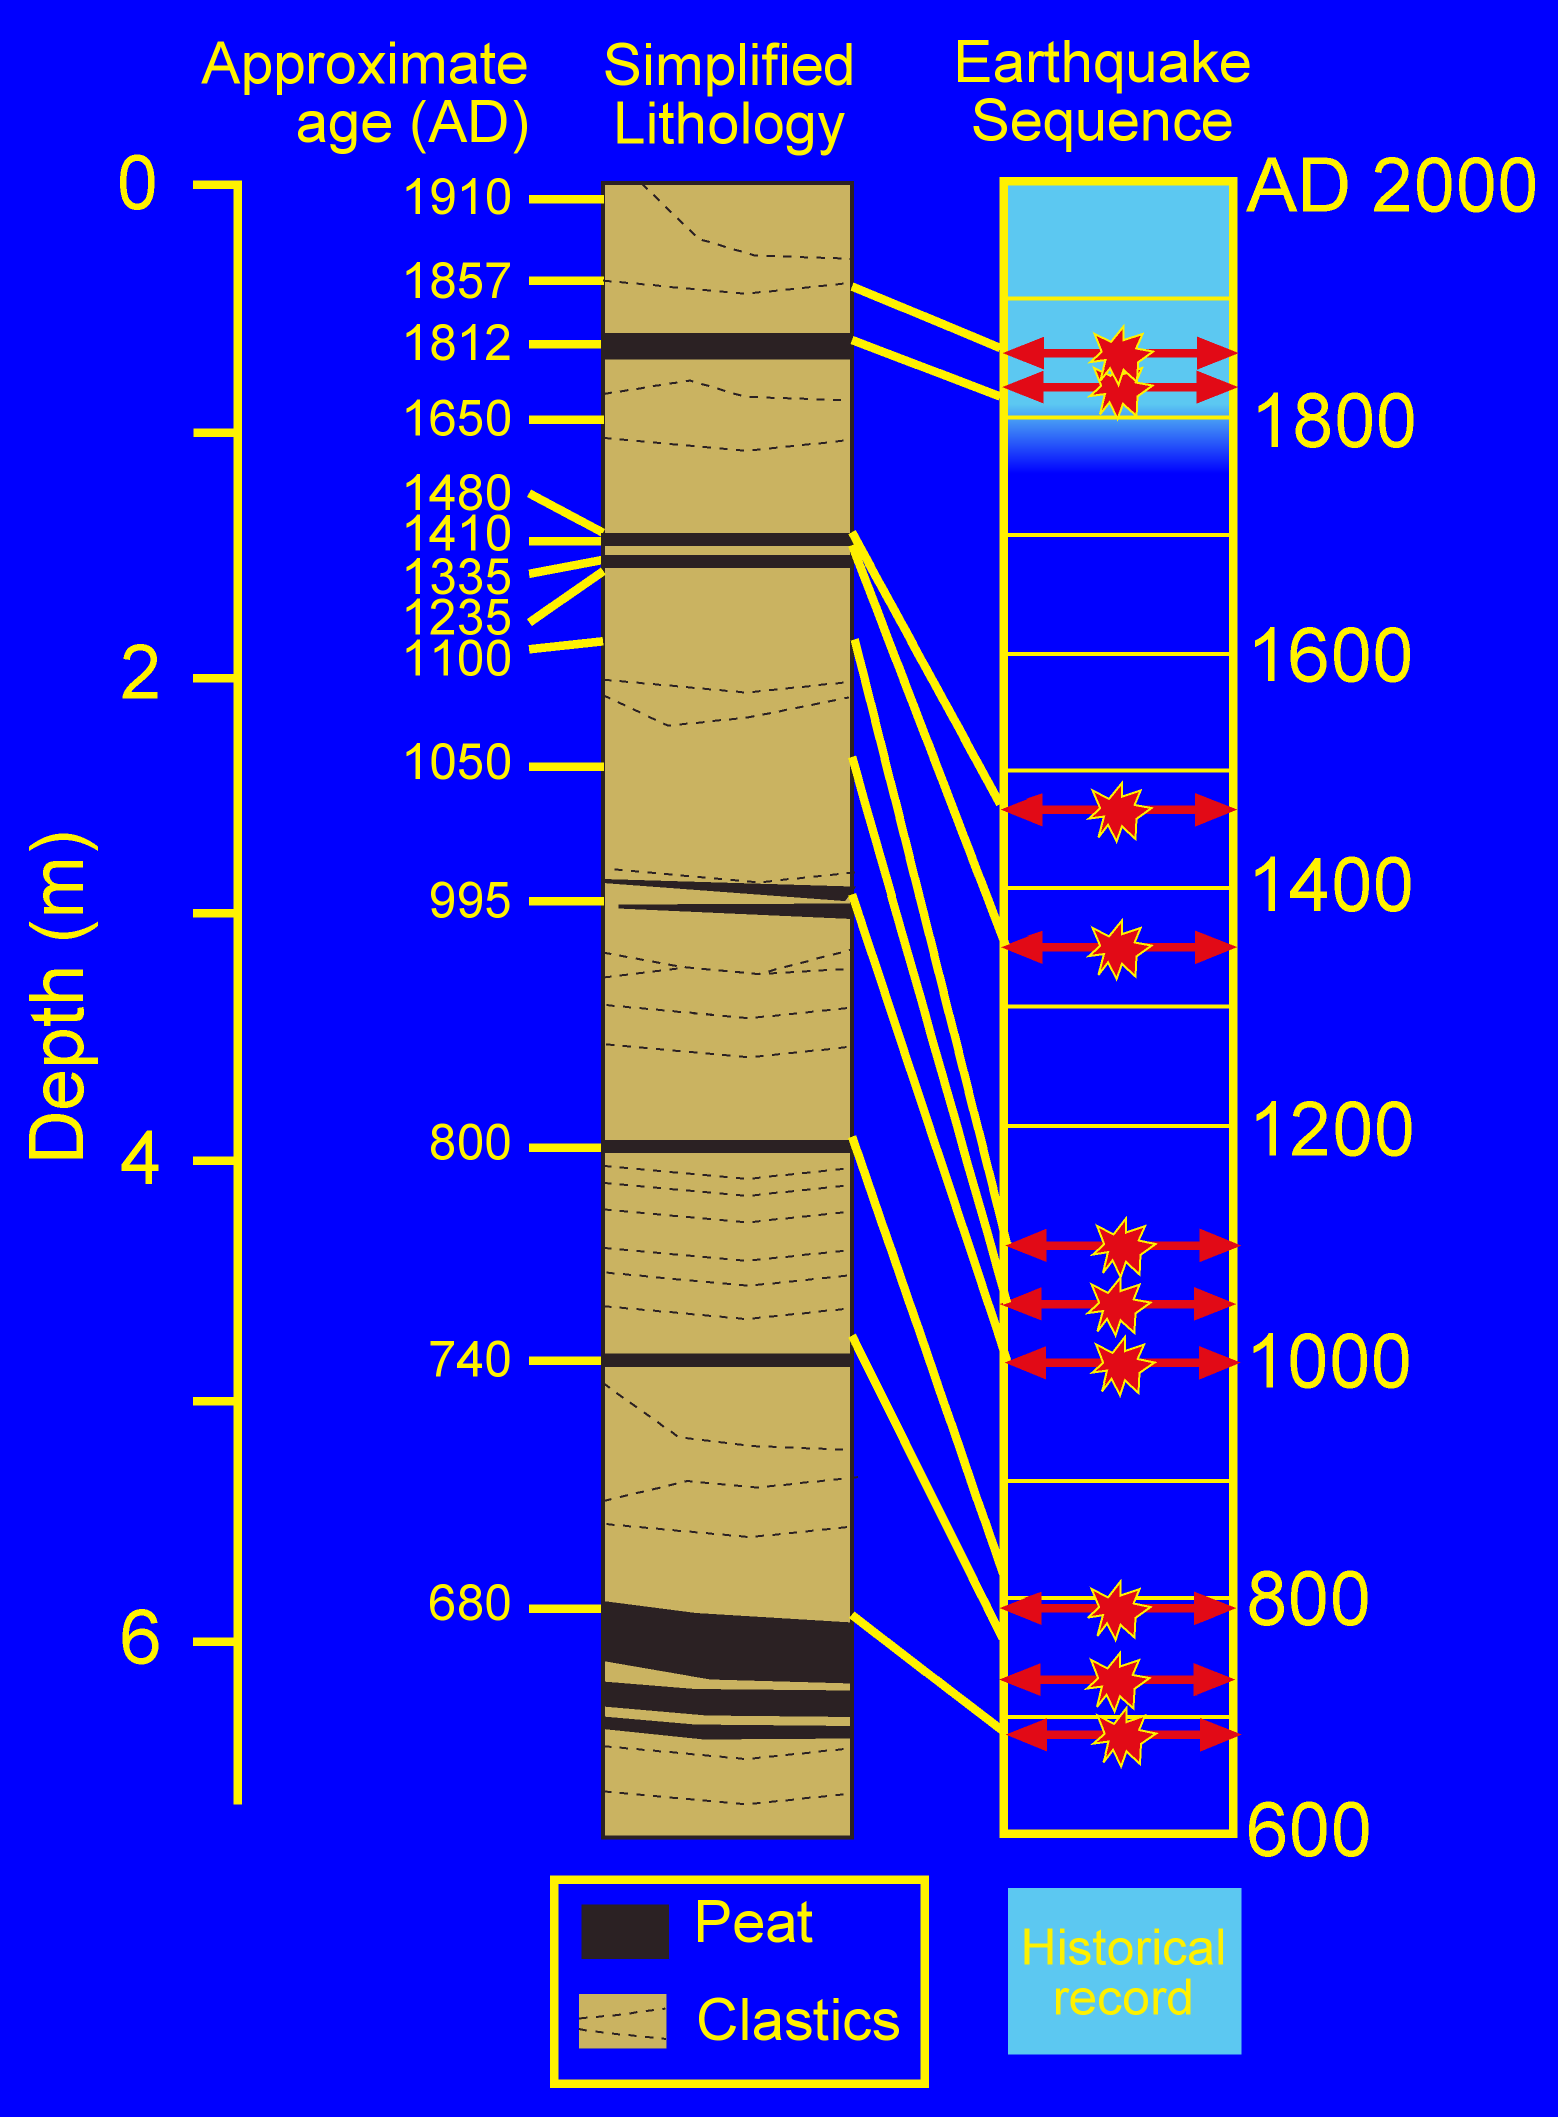 Approximate
age (AD)
Simplified
Lithology
Earthquake
Sequence
Depth (m)
0
2
4
6
1910
1857
1812
1650
1480
1410
1335
1235
1100
1050
995
800
740
680
AD 2000
1800
1600
1400
1200
1000
800
600
Peat
Clastics
Historical
record